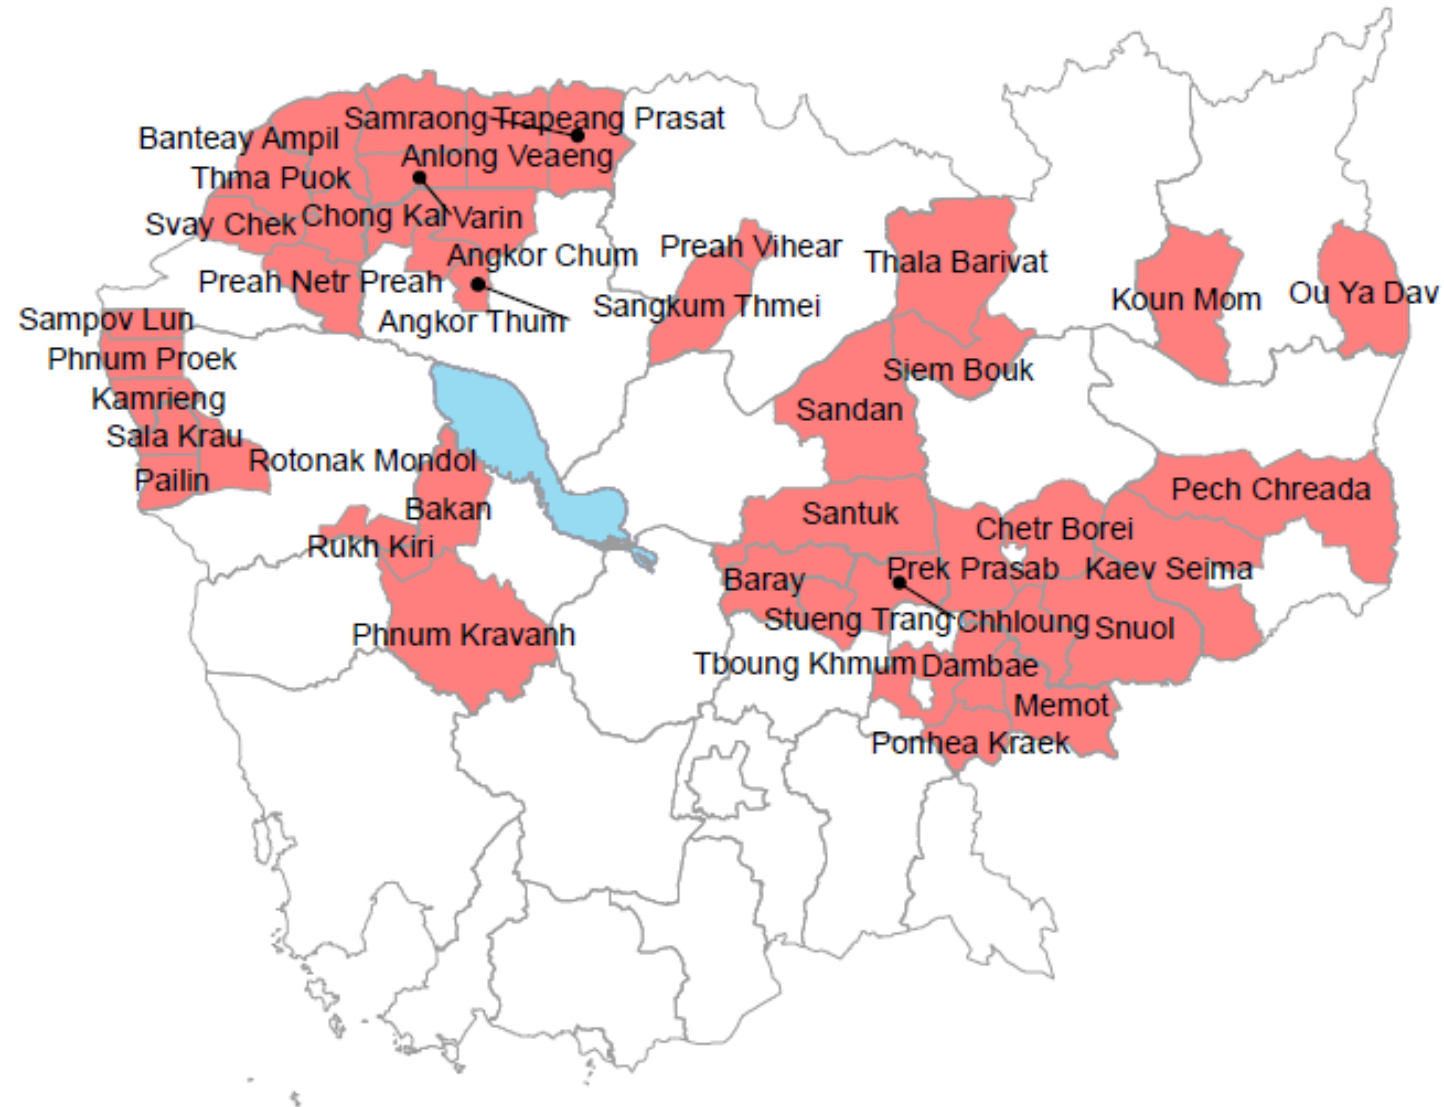 Samraong
Trapeang Prasat
Banteay Ampil
Anlong Veaeng
Thma Puok
Chong Kal
Varin
Svay Chek
Angkor Chum
Preah Vihear
Thala Barivat
Preah Netr Preah
Koun Mom
Ou Ya Dav
Sangkum Thmei
Sampov Lun
Angkor Thum
Phnum Proek
Siem Bouk
Kamrieng
Sandan
Sala Krau
Rotonak Mondol
Pailin
Pech Chreada
Bakan
Santuk
Chetr Borei
Rukh Kiri
Baray
Prek Prasab
Kaev Seima
Stueng Trang
Chhloung
Snuol
Phnum Kravanh
Tboung Khmum
Dambae
Memot
Ponhea Kraek